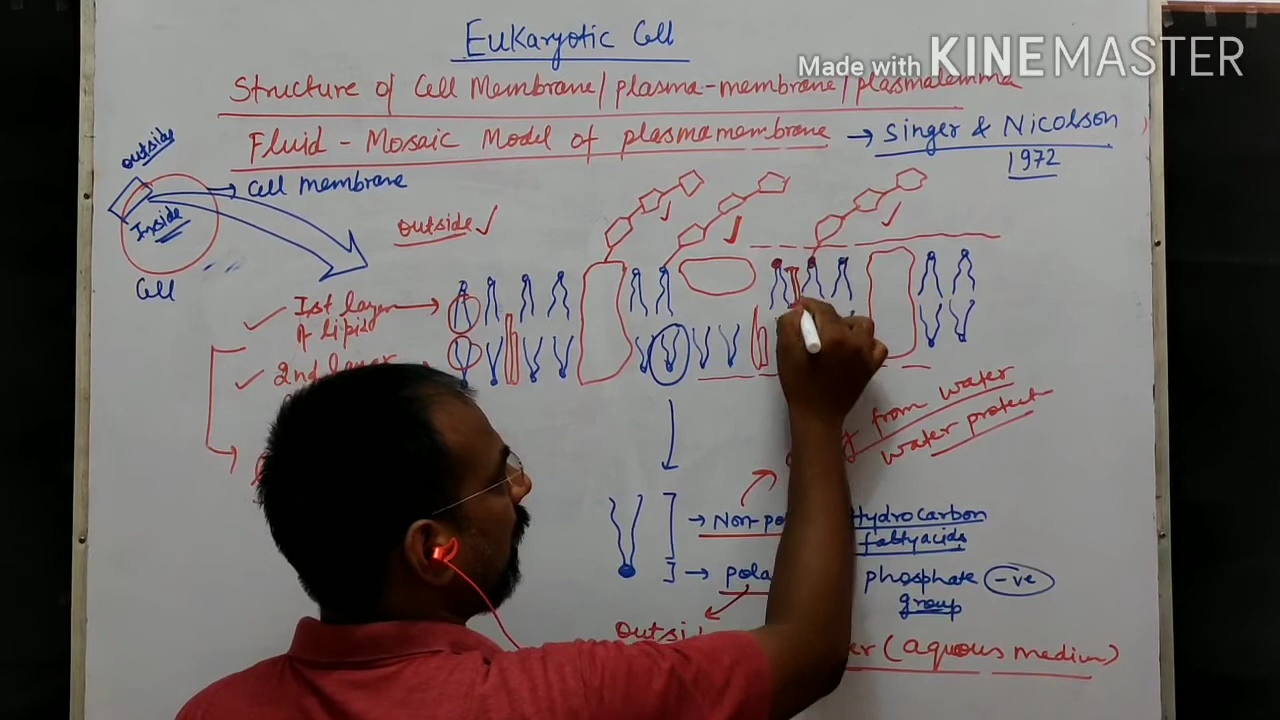 Eukaryotic Cell
Made with KINEMASTER
Structure of Cell Membrane/plasma-membrane/plasmalemma
Fluid - Mosaic Model of plasmamembrane → Singer & Nicolson
1972
outside
Cell membrane
Inside
outside ✓
Cell
Ist layer
of lipid
2nd layer
from water
water protect
→ Non-po
Hydrocarbon
fattyacids
→ pola
phosphate -ve
group
outsi
(aqueous medium)